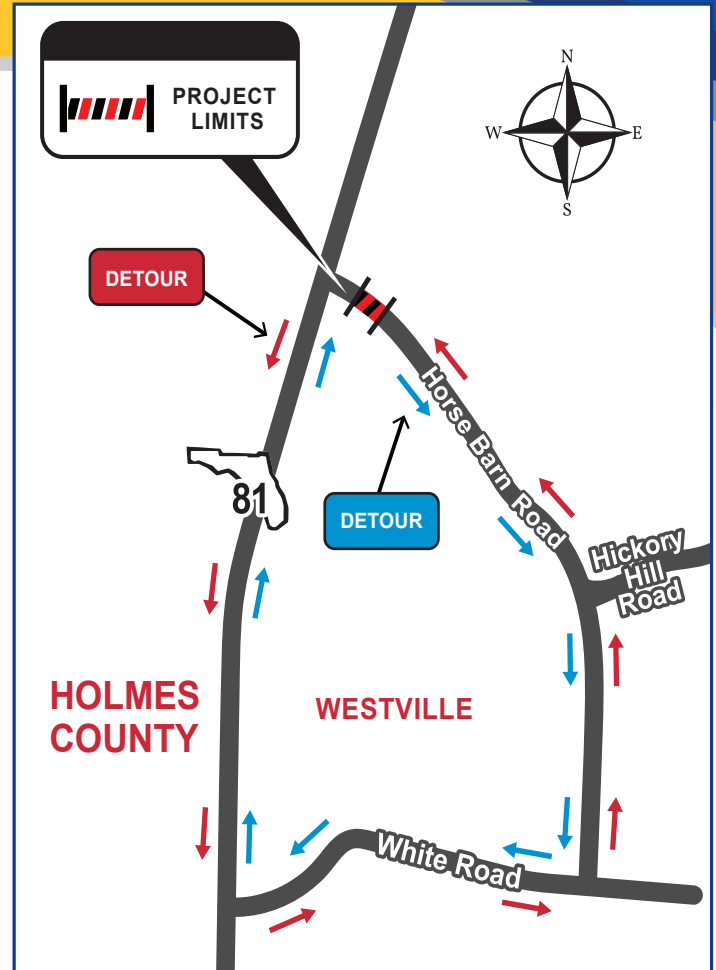 PROJECT
LIMITS
N
W
E
S
DETOUR
Horse Barn Road
81
DETOUR
Hickory
Hill
Road
HOLMES
COUNTY
WESTVILLE
White Road